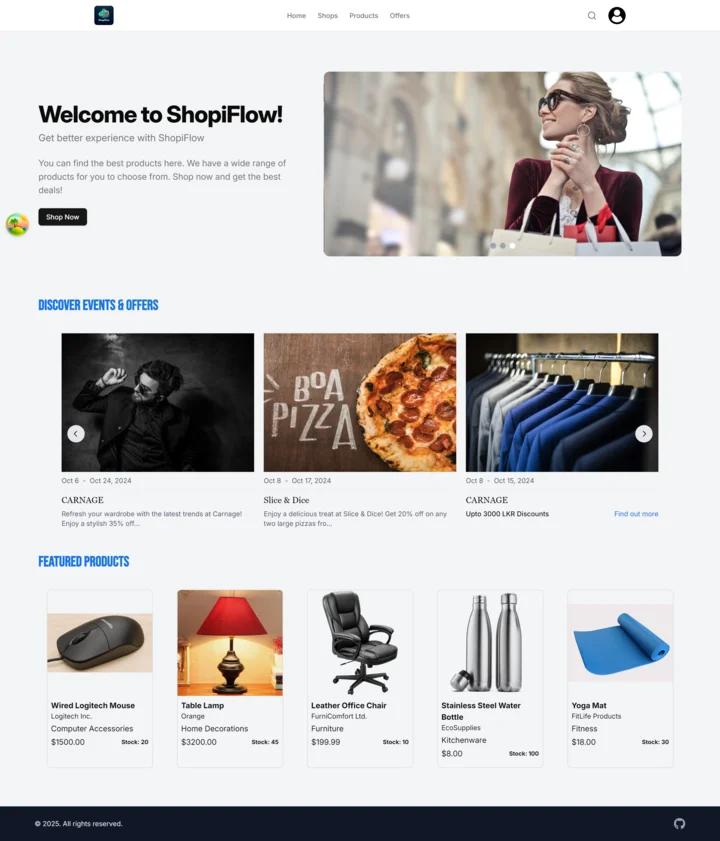 ShopiFlow
Home Shops Products Offers
Welcome to ShopiFlow!
Get better experience with ShopiFlow
You can find the best products here. We have a wide range of
products for you to choose from. Shop now and get the best
deals!
Shop Now
DISCOVER EVENTS & OFFERS
BOA
PIZZA
Oct 6 - Oct 24, 2024
CARNAGE
Refresh your wardrobe with the latest trends at Carnage!
Enjoy a stylish 35% off...
Oct 8 - Oct 17, 2024
Slice & Dice
Enjoy a delicious treat at Slice & Dice! Get 20% off on any
two large pizzas fro...
Oct 8 - Oct 15, 2024
CARNAGE
Upto 3000 LKR Discounts Find out more
FEATURED PRODUCTS
Wired Logitech Mouse
Logitech Inc.
Computer Accessories
$1500.00 Stock: 20
Table Lamp
Orange
Home Decorations
$3200.00 Stock: 45
Leather Office Chair
FurniComfort Ltd.
Furniture
$199.99 Stock: 10
Stainless Steel Water
Bottle
EcoSupplies
Kitchenware
$8.00 Stock: 100
Yoga Mat
FitLife Products
Fitness
$18.00 Stock: 30
© 2025. All rights reserved.